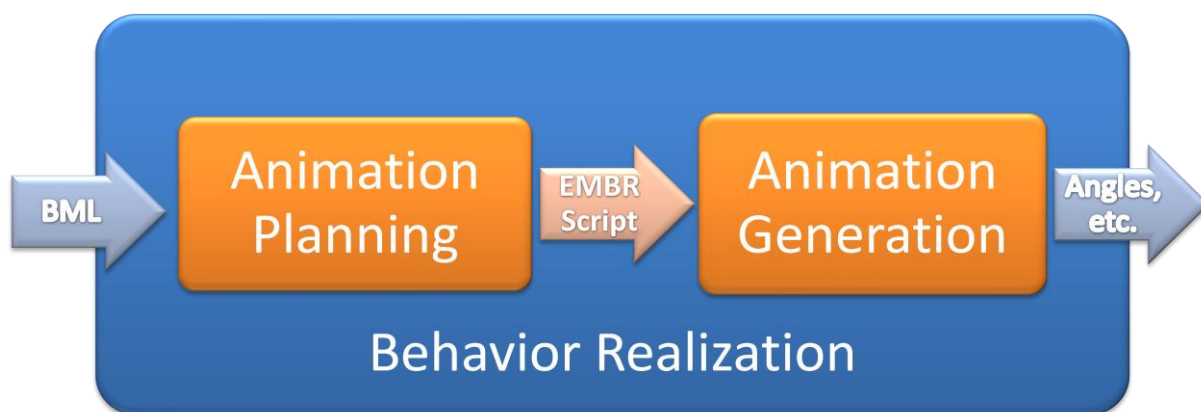 BML
Animation
Planning
EMBR
Script
Animation
Generation
Angles,
etc.
Behavior Realization